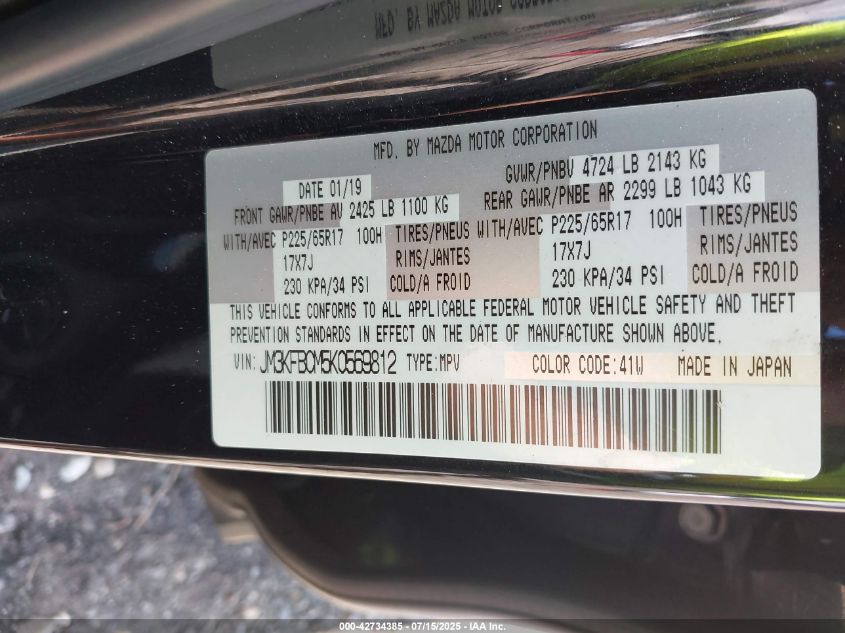 MFD. BY MAZDA MOTOR CORPORATION
DATE 01/19 GVWR/PNBV 4724 LB 2143 KG
FRONT GAWR/PNBE AV 2425 LB 1100 KG REAR GAWR/PNBE AR 2299 LB 1043 KG
WITH/AVEC P225/65R17 100H TIRES/PNEUS WITH/AVEC P225/65R17 100H TIRES/PNEUS
17X7J RIMS/JANTES 17X7J RIMS/JANTES
230 KPA/34 PSI COLD/A FROID 230 KPA/34 PSI COLD/A FROID
THIS VEHICLE CONFORMS TO ALL APPLICABLE FEDERAL MOTOR VEHICLE SAFETY AND THEFT
PREVENTION STANDARDS IN EFFECT ON THE DATE OF MANUFACTURE SHOWN ABOVE.
VIN: JM3KFBCM5K0569812 TYPE:MPV COLOR CODE:41W MADE IN JAPAN
000-42734385 - 07/15/2025 - IAA Inc.